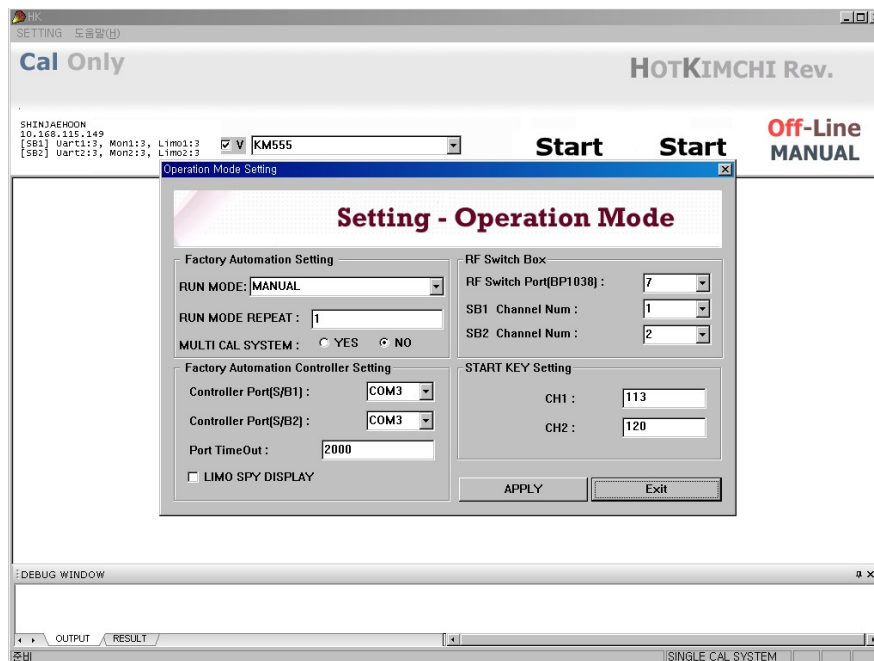 HK
SETTING 도움말(H)
Cal Only
HOTKIMCHI Rev.
.
SHINJAEHOON
10.168.115.149
[SB1] Uart1:3, Mon1:3, Limo1:3
[SB2] Uart2:3, Mon2:3, Limo2:3
V KM555
Start Start
Off-Line
MANUAL
Operation Mode Setting
Setting - Operation Mode
Factory Automation Setting
RUN MODE: MANUAL
RUN MODE REPEAT : 1
MULTI CAL SYSTEM : YES NO
RF Switch Box
RF Switch Port(BP1038) : 7
SB1 Channel Num : 1
SB2 Channel Num : 2
Factory Automation Controller Setting
Controller Port(S/B1) : COM3
Controller Port(S/B2) : COM3
Port TimeOut : 2000
LIMO SPY DISPLAY
START KEY Setting
CH1 : 113
CH2 : 120
APPLY Exit
DEBUG WINDOW
OUTPUT RESULT
준비 SINGLE CAL SYSTEM